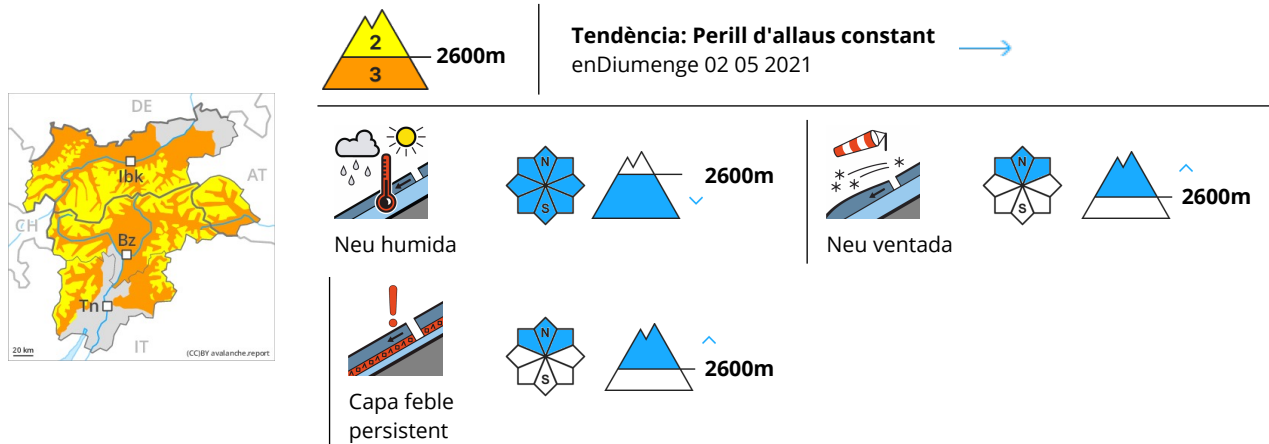 2
3
2600m
Tendència: Perill d'allaus constant
enDiumenge 02 05 2021
DE
Ibk
AT
CH
Bz
Tn
IT
20 km
(CC)BY avalanche.report
N
S
2600m
Neu humida
N
S
2600m
Neu ventada
N
S
2600m
Capa feble
persistent